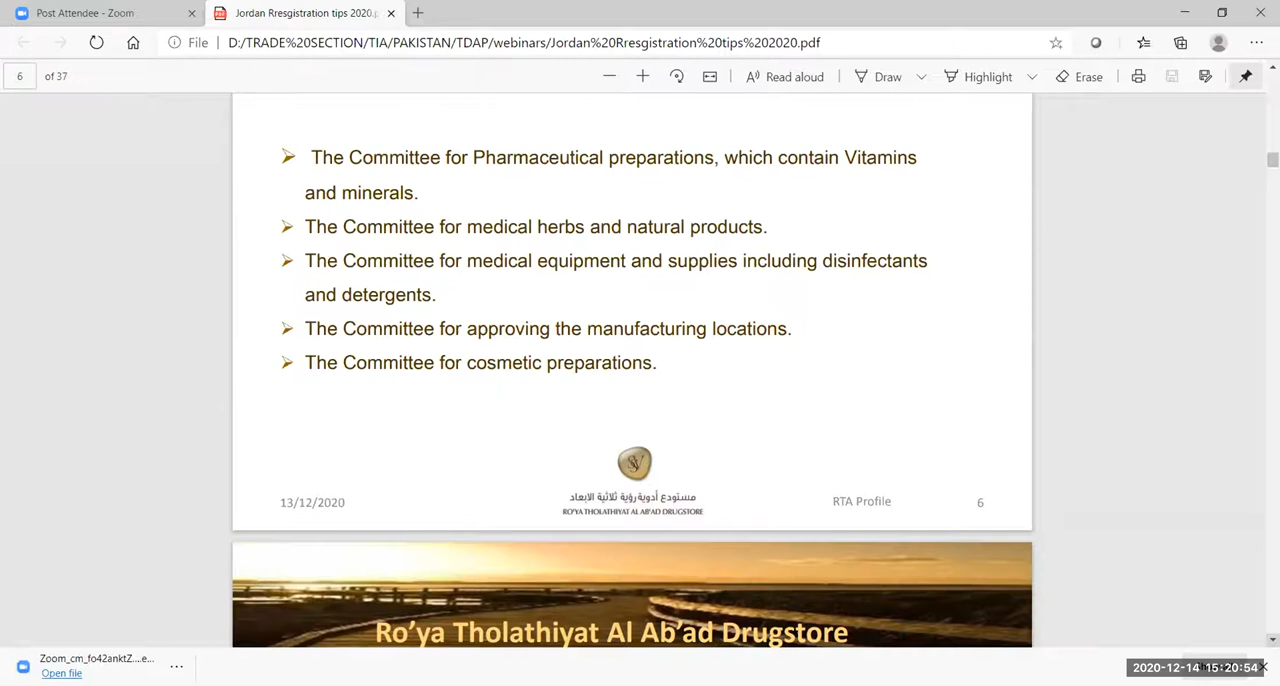 Post Attendee - Zoom
Jordan Rresgistration tips 2020.p
File
D:/TRADE%20SECTION/TIA/PAKISTAN/TDAP/webinars/Jordan%20Rresgistration%20tips%202020.pdf
6 of 37
Read aloud
Draw
Highlight
Erase
The Committee for Pharmaceutical preparations, which contain Vitamins
and minerals.
The Committee for medical herbs and natural products.
The Committee for medical equipment and supplies including disinfectants
and detergents.
The Committee for approving the manufacturing locations.
The Committee for cosmetic preparations.
مستودع أدوية رؤية ثلاثية الابعاد
RO'YA THOLATHIYAT AL AB'AD DRUGSTORE
13/12/2020
RTA Profile
6
Ro'ya Tholathiyat Al Ab'ad Drugstore
Zoom_cm_fo42anktZ....e...
Open file
2020-12-14 15:20:54